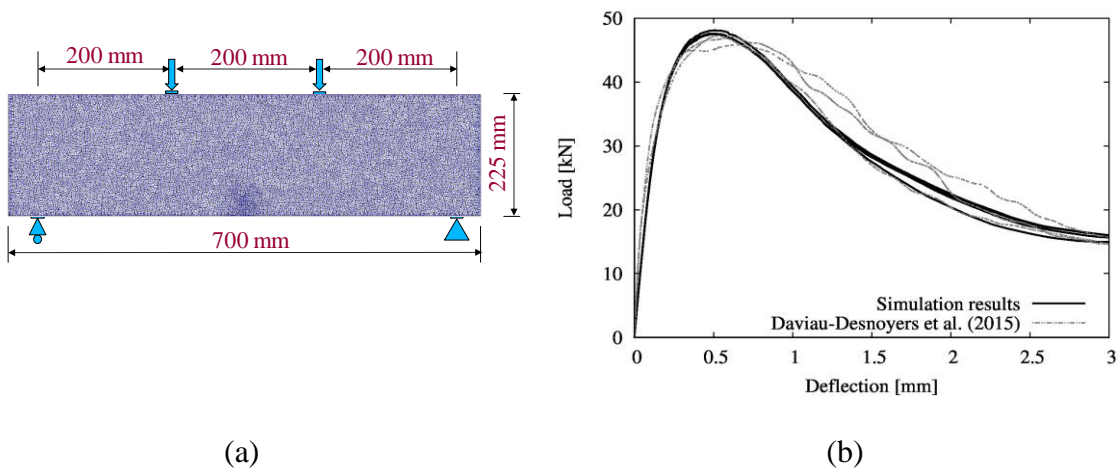 200 mm
200 mm
200 mm
225 mm
700 mm
(a)
50
40
30
20
10
0
Load [kN]
Simulation results
Daviau-Desnoyers et al. (2015)
0
0.5
1
1.5
2
2.5
3
Deflection [mm]
(b)